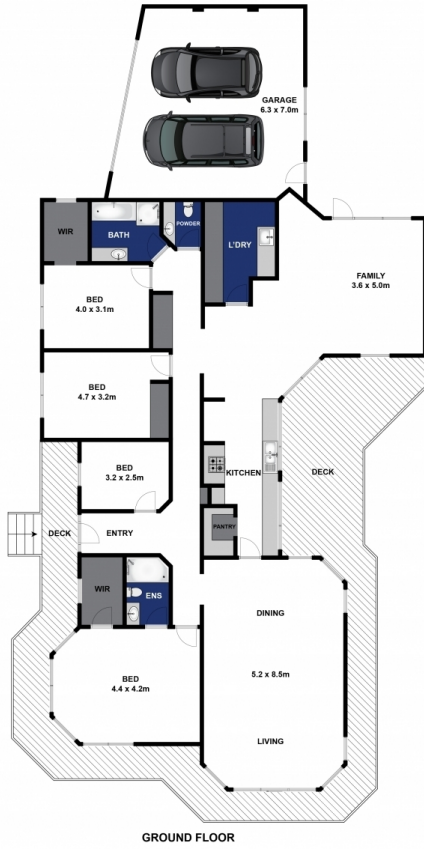 GARAGE
6.3 x 7.0m
POWDER
WIR
BATH
L'DRY
FAMILY
3.6 x 5.0m
BED
4.0 x 3.1m
BED
4.7 x 3.2m
BED
3.2 x 2.5m
KITCHEN
DECK
PANTRY
DECK
ENTRY
WIR
ENS
DINING
BED
4.4 x 4.2m
5.2 x 8.5m
LIVING
GROUND FLOOR